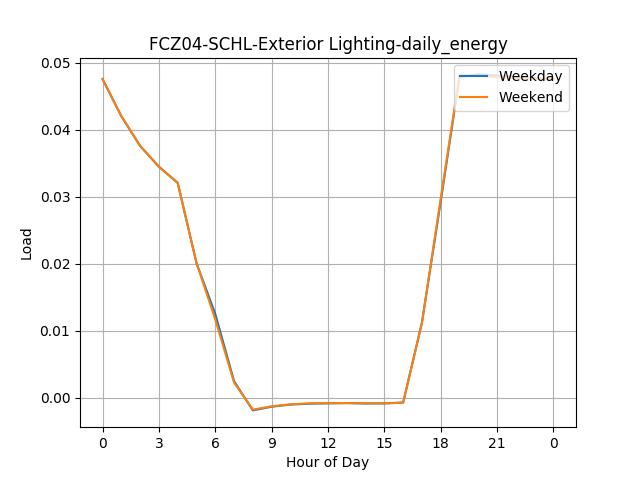 FCZ04-SCHL-Exterior Lighting-daily_energy
Weekday
Weekend
0.05
0.04
0.03
0.02
0.01
0.00
Load
0 3 6 9 12 15 18 21 0
Hour of Day